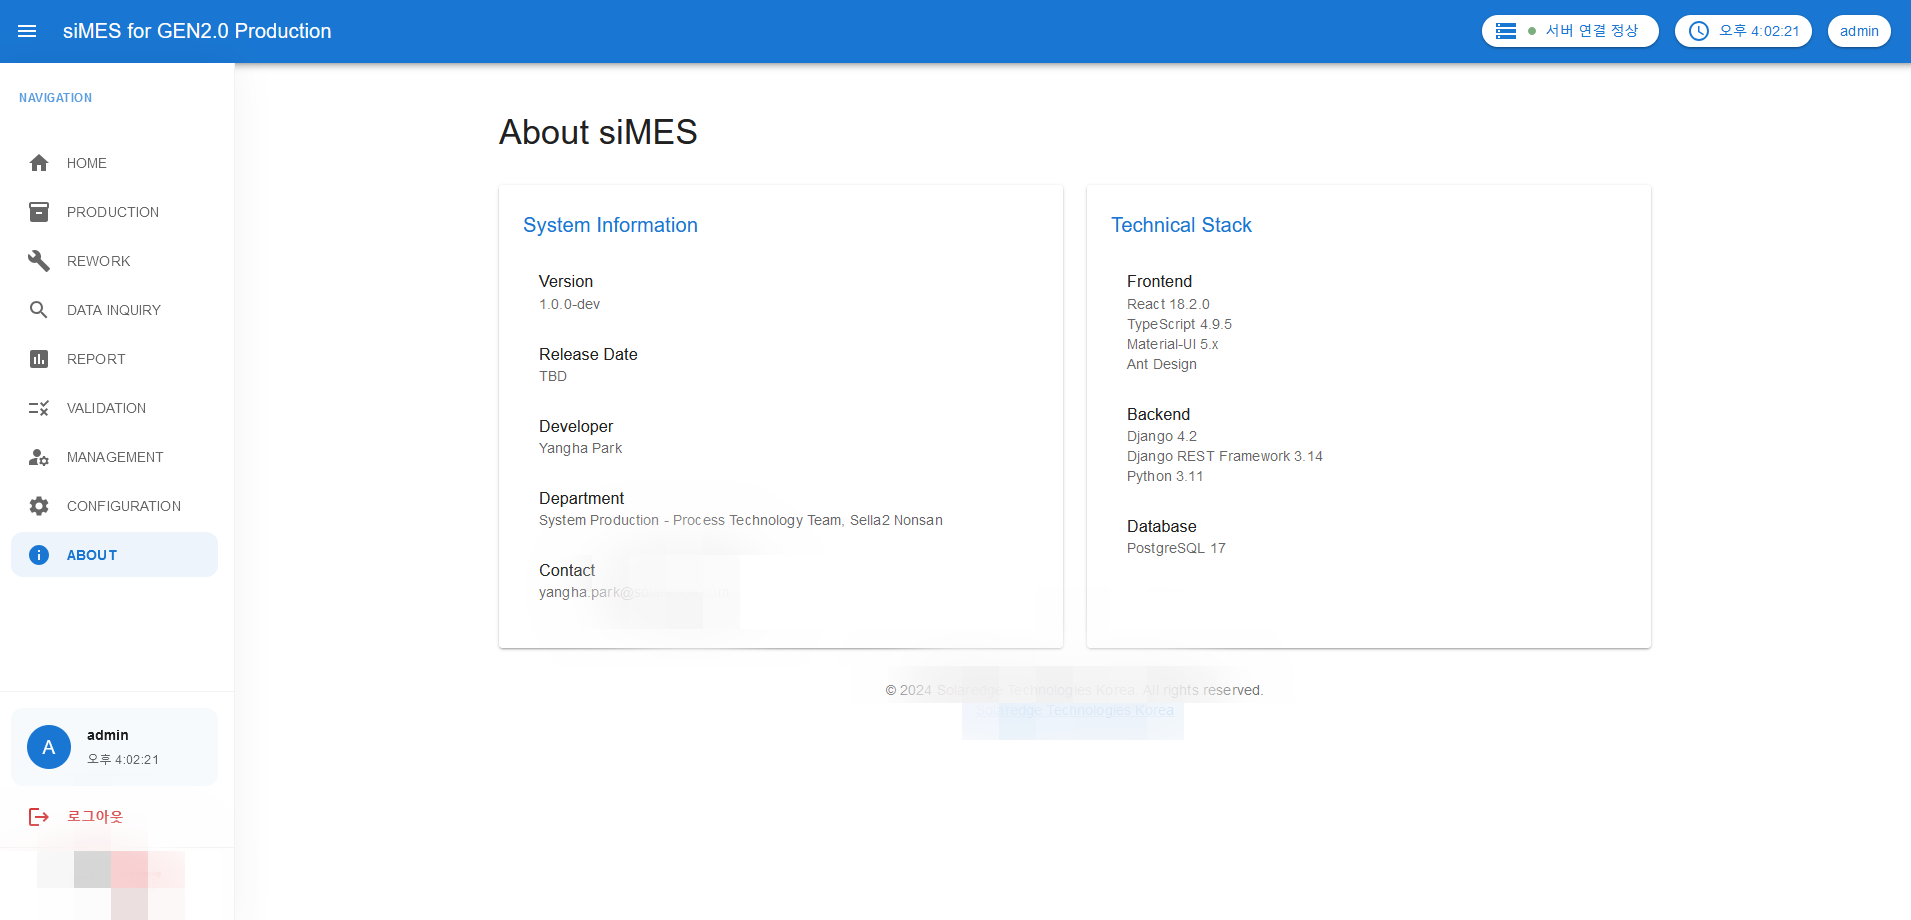 siMES for GEN2.0 Production
서버 연결 정상
오후 4:02:21
admin
NAVIGATION
HOME
PRODUCTION
REWORK
DATA INQUIRY
REPORT
VALIDATION
MANAGEMENT
CONFIGURATION
ABOUT
A
admin
오후 4:02:21
로그아웃
About siMES
System Information
Version
1.0.0-dev
Release Date
TBD
Developer
Yangha Park
Department
System Production - Process Technology Team, Sella2 Nonsan
Contact
yangha.park@
Technical Stack
Frontend
React 18.2.0
TypeScript 4.9.5
Material-UI 5.x
Ant Design
Backend
Django 4.2
Django REST Framework 3.14
Python 3.11
Database
PostgreSQL 17
© 2024 Solaredge Technologies Korea. All rights reserved.
Solaredge Technologies Korea